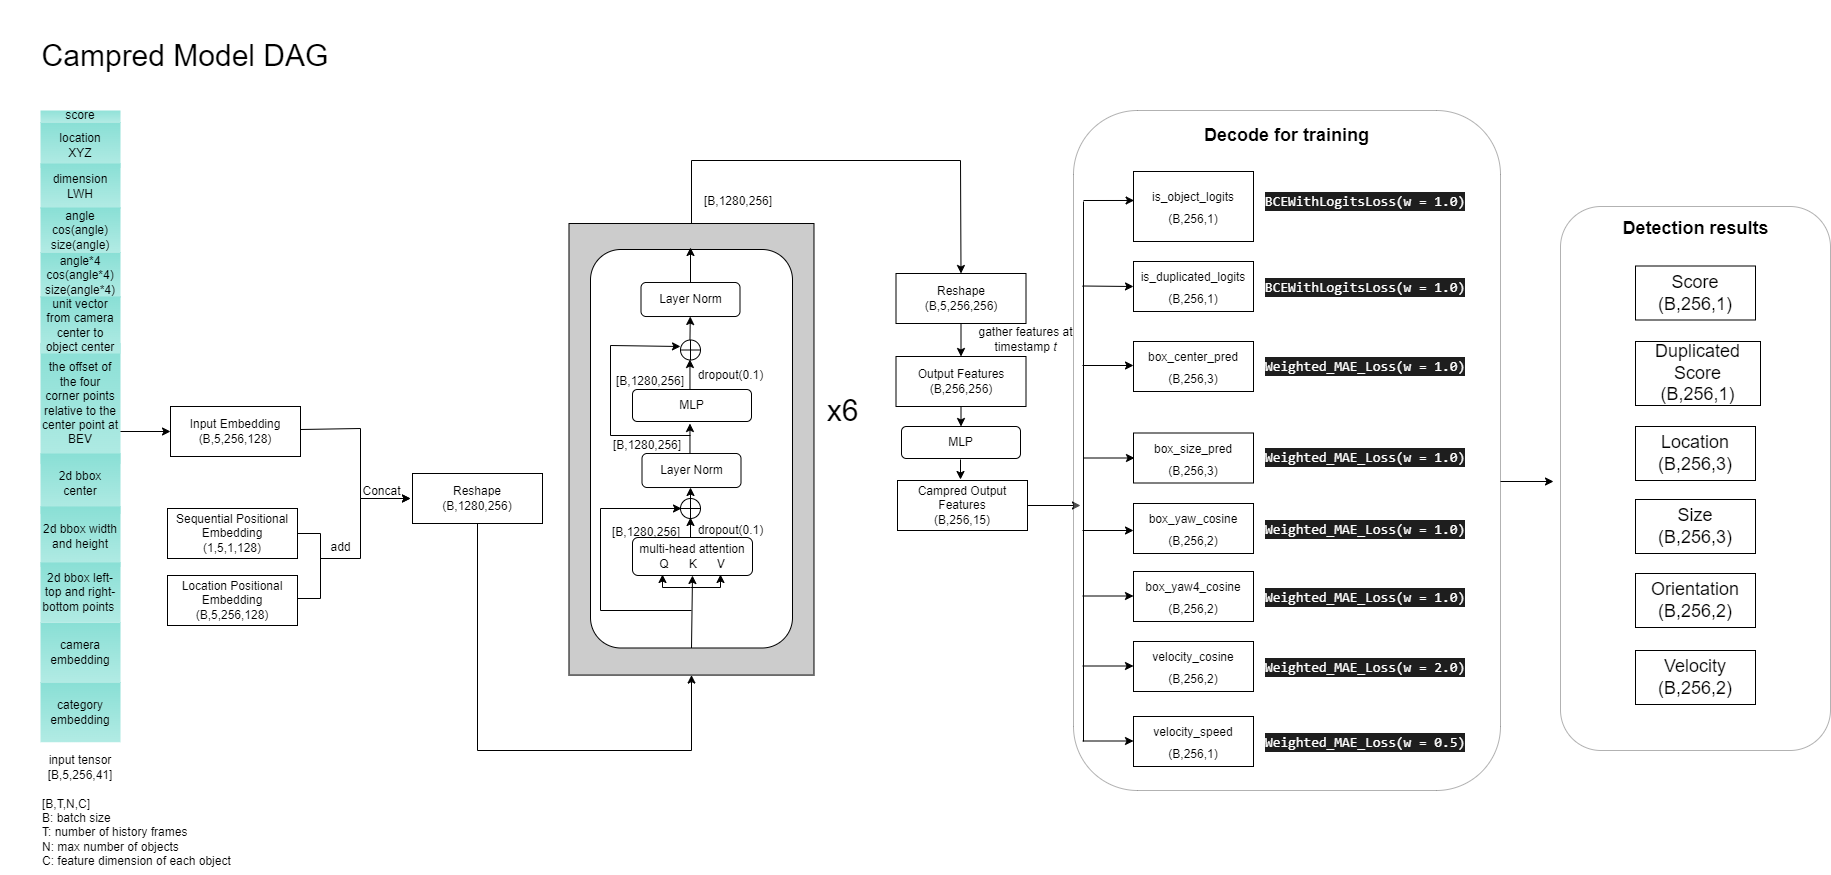 Campred Model DAG
score
location
XYZ
dimension
LWH
angle
cos(angle)
size(angle)
angle*4
cos(angle*4)
size(angle*4)
unit vector
from camera
center to
object center
the offset of
the four
corner points
relative to the
center point at
BEV
2d bbox
center
2d bbox width
and height
2d bbox left-
top and right-
bottom points
camera
embedding
category
embedding
input tensor
[B,5,256,41]
[B,T,N,C]
B: batch size
T: number of history frames
N: max number of objects
C: feature dimension of each object
Input Embedding
(B,5,256,128)
Sequential Positional
Embedding
(1,5,1,128)
Location Positional
Embedding
(B,5,256,128)
add
Concat
Reshape
(B,1280,256)
[B,1280,256]
Layer Norm
dropout(0.1)
[B,1280,256]
MLP
[B,1280,256]
Layer Norm
[B,1280,256]
dropout(0.1)
multi-head attention
Q K V
x6
Reshape
(B,5,256,256)
gather features at
timestamp t
Output Features
(B,256,256)
MLP
Campred Output
Features
(B,256,15)
Decode for training
is_object_logits
(B,256,1)
BCEWithLogitsLoss(w = 1.0)
is_duplicated_logits
(B,256,1)
BCEWithLogitsLoss(w = 1.0)
box_center_pred
(B,256,3)
Weighted_MAE_Loss(w = 1.0)
box_size_pred
(B,256,3)
Weighted_MAE_Loss(w = 1.0)
box_yaw_cosine
(B,256,2)
Weighted_MAE_Loss(w = 1.0)
box_yaw4_cosine
(B,256,2)
Weighted_MAE_Loss(w = 1.0)
velocity_cosine
(B,256,2)
Weighted_MAE_Loss(w = 2.0)
velocity_speed
(B,256,1)
Weighted_MAE_Loss(w = 0.5)
Detection results
Score
(B,256,1)
Duplicated
Score
(B,256,1)
Location
(B,256,3)
Size
(B,256,3)
Orientation
(B,256,2)
Velocity
(B,256,2)